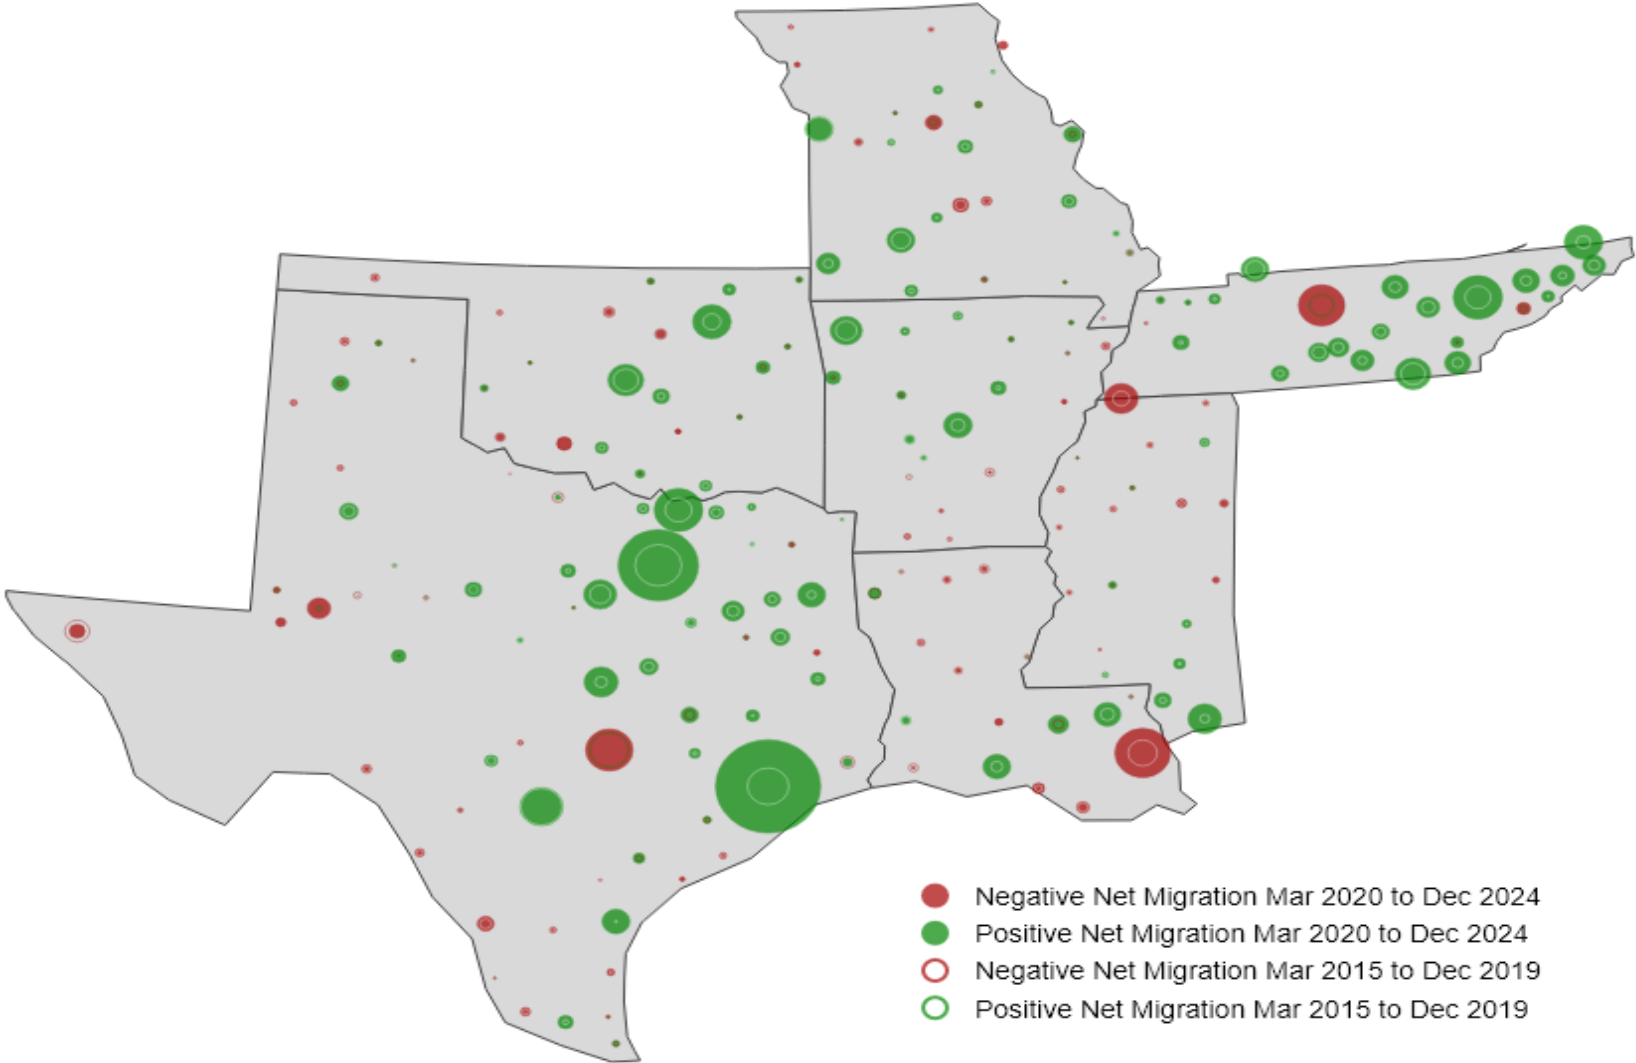 Negative Net Migration Mar 2020 to Dec 2024
Positive Net Migration Mar 2020 to Dec 2024
Negative Net Migration Mar 2015 to Dec 2019
Positive Net Migration Mar 2015 to Dec 2019